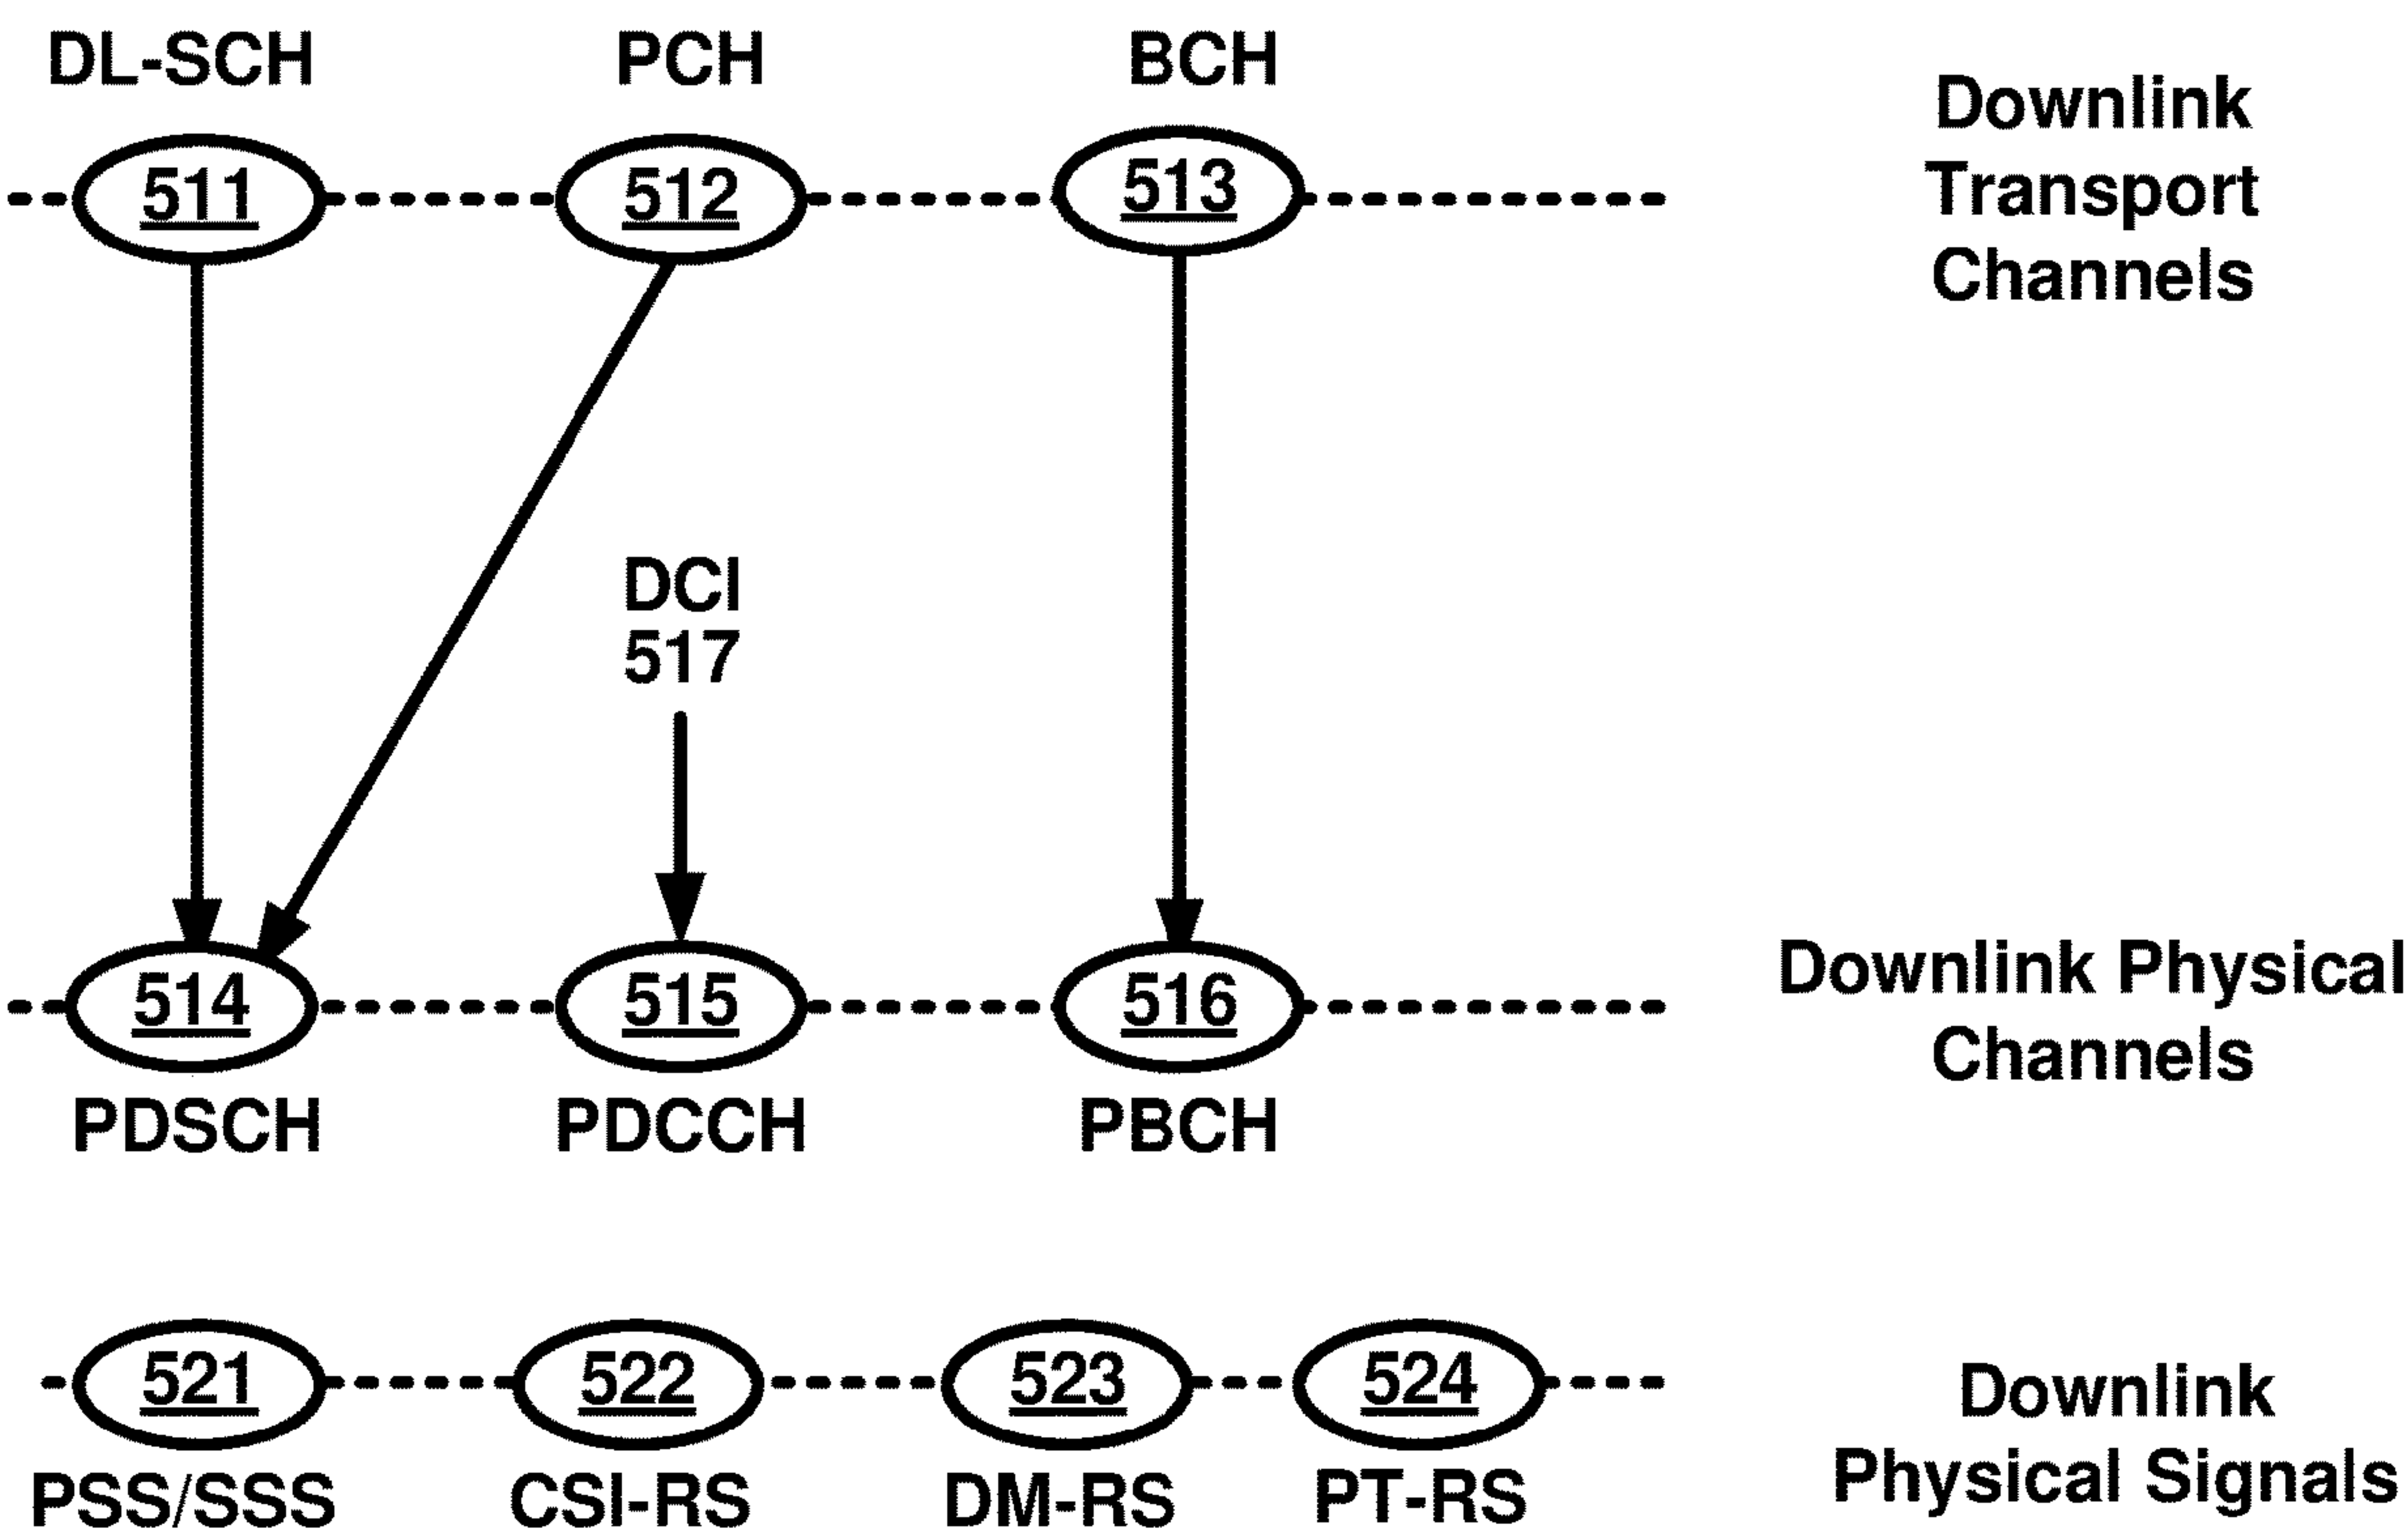 DL-SCH PCH BCH
Downlink
Transport
Channels
511 512 513
DCI
517
514 515 516
Downlink Physical
Channels
PDSCH PDCCH PBCH
521 522 523 524
Downlink
Physical Signals
PSS/SSS CSI-RS DM-RS PT-RS